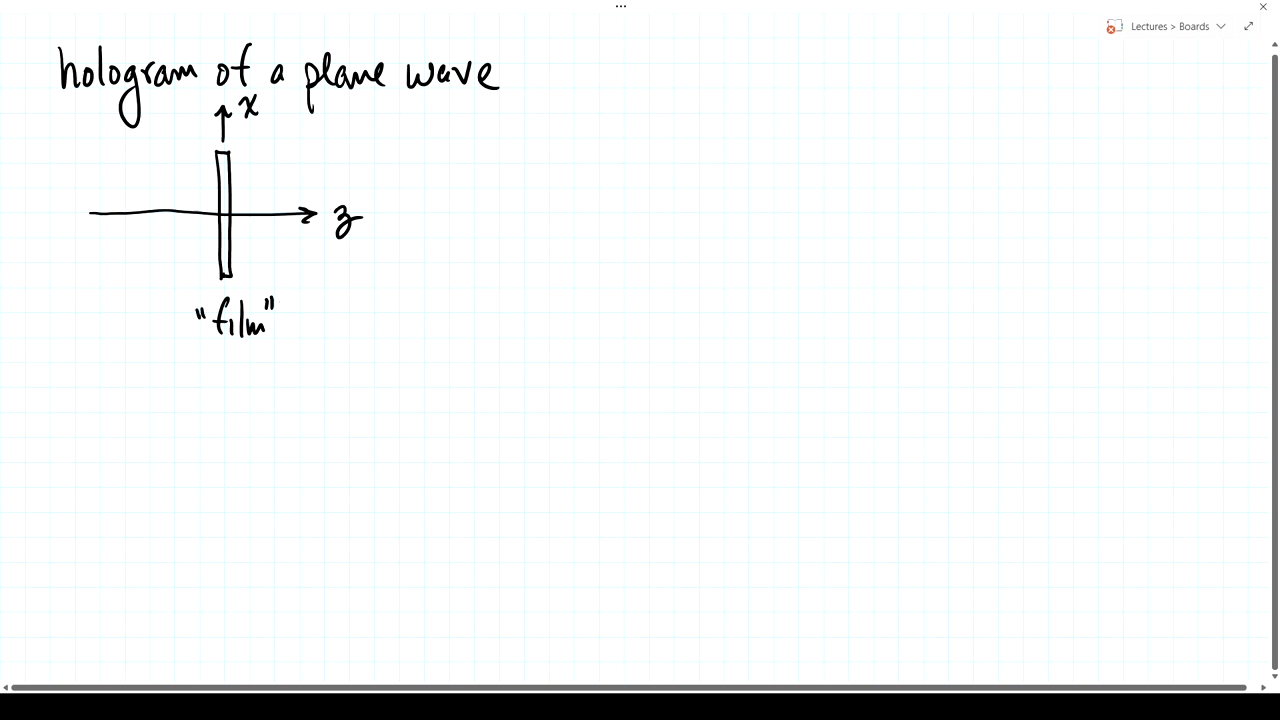 Lectures > Boards
hologram of a plane wave
x
z
"film"